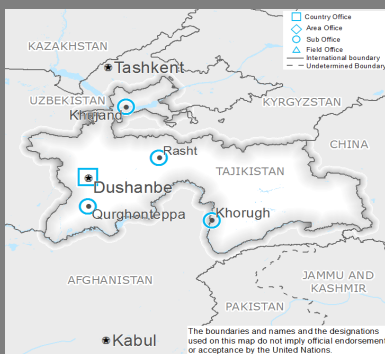 Country Office
Area Office
Sub Office
Field Office
International boundary
Undetermined Boundary
KAZAKHSTAN
Tashkent
UZBEKISTAN
KYRGYZSTAN
Khujand
CHINA
Rasht
TAJIKISTAN
Dushanbe
Qurghonteppa
Khorugh
AFGHANISTAN
JAMMU AND
KASHMIR
PAKISTAN
Kabul
The boundaries and names and the designations
used on this map do not imply official endorsement
or acceptance by the United Nations.